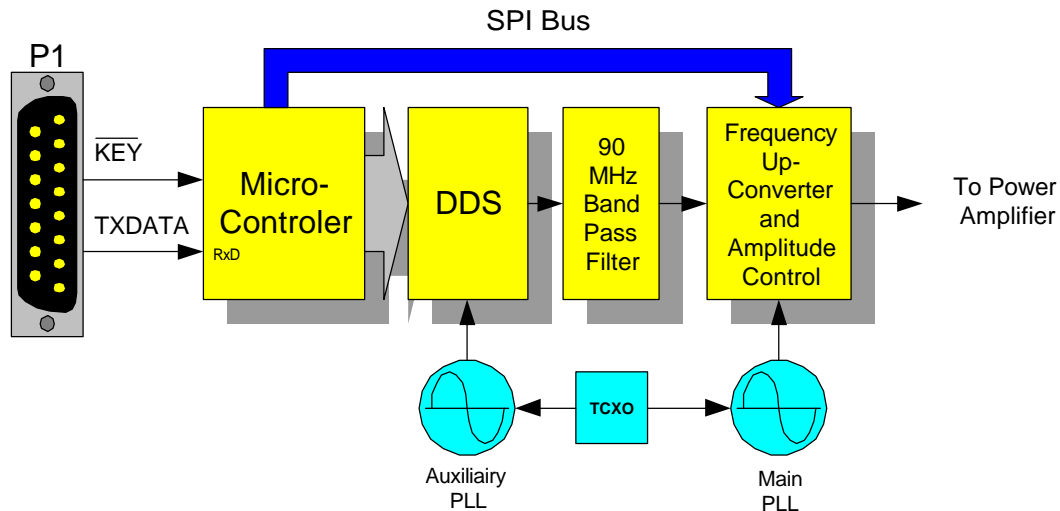 SPI Bus
P1
K̅E̅Y̅
TXDATA
Micro-
Controler
RxD
DDS
90
MHz
Band
Pass
Filter
Frequency
Up-
Converter
and
Amplitude
Control
To Power
Amplifier
TCXO
Auxiliairy
PLL
Main
PLL